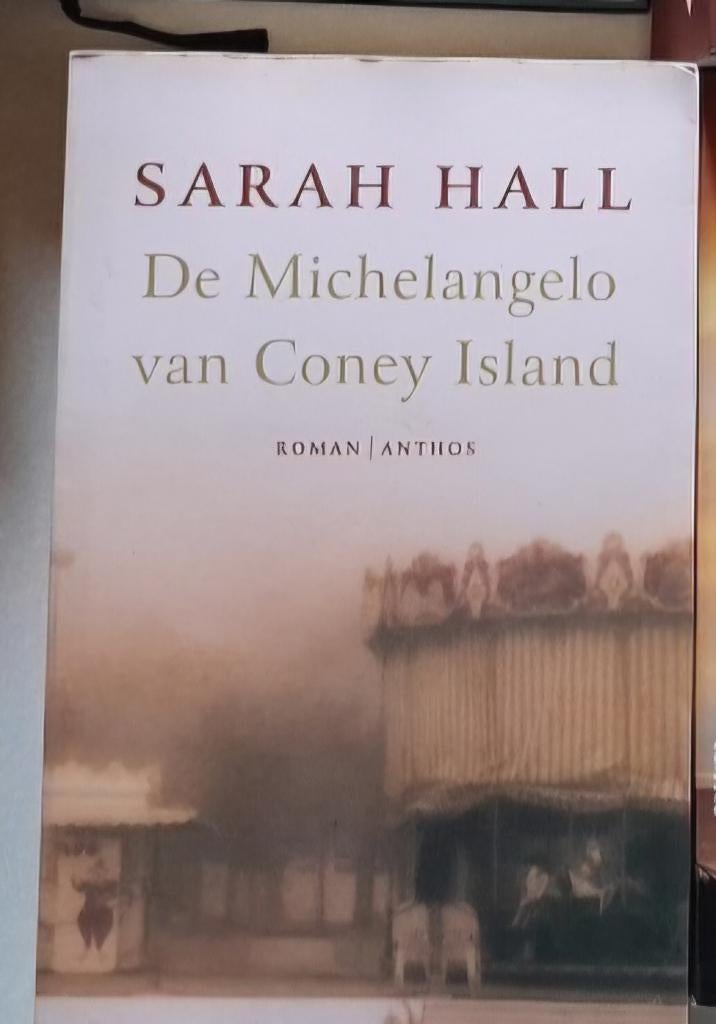 SARAH HALL
De Michelangelo
van Coney Island
ROMAN | ANTHOS